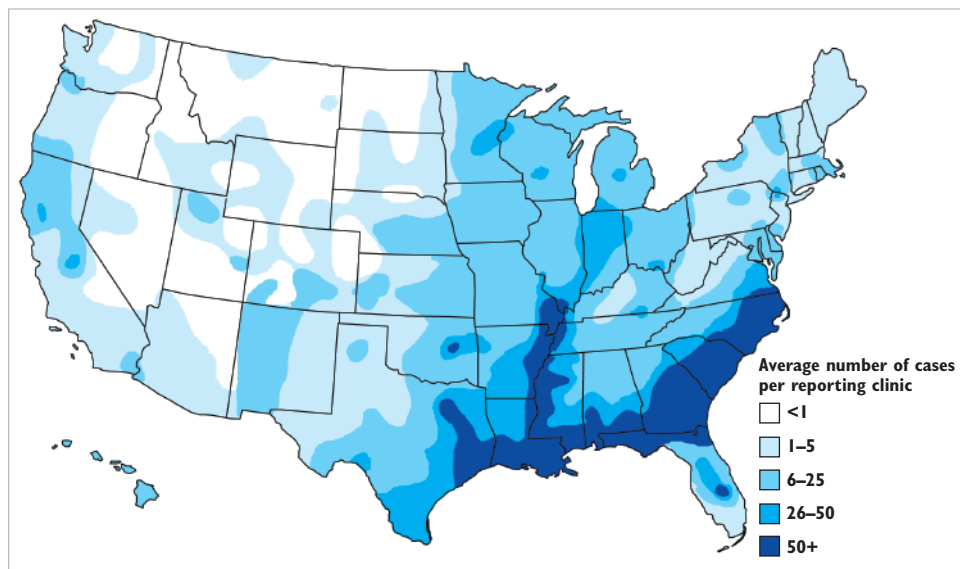 Average number of cases
per reporting clinic
<1
1–5
6–25
26–50
50+